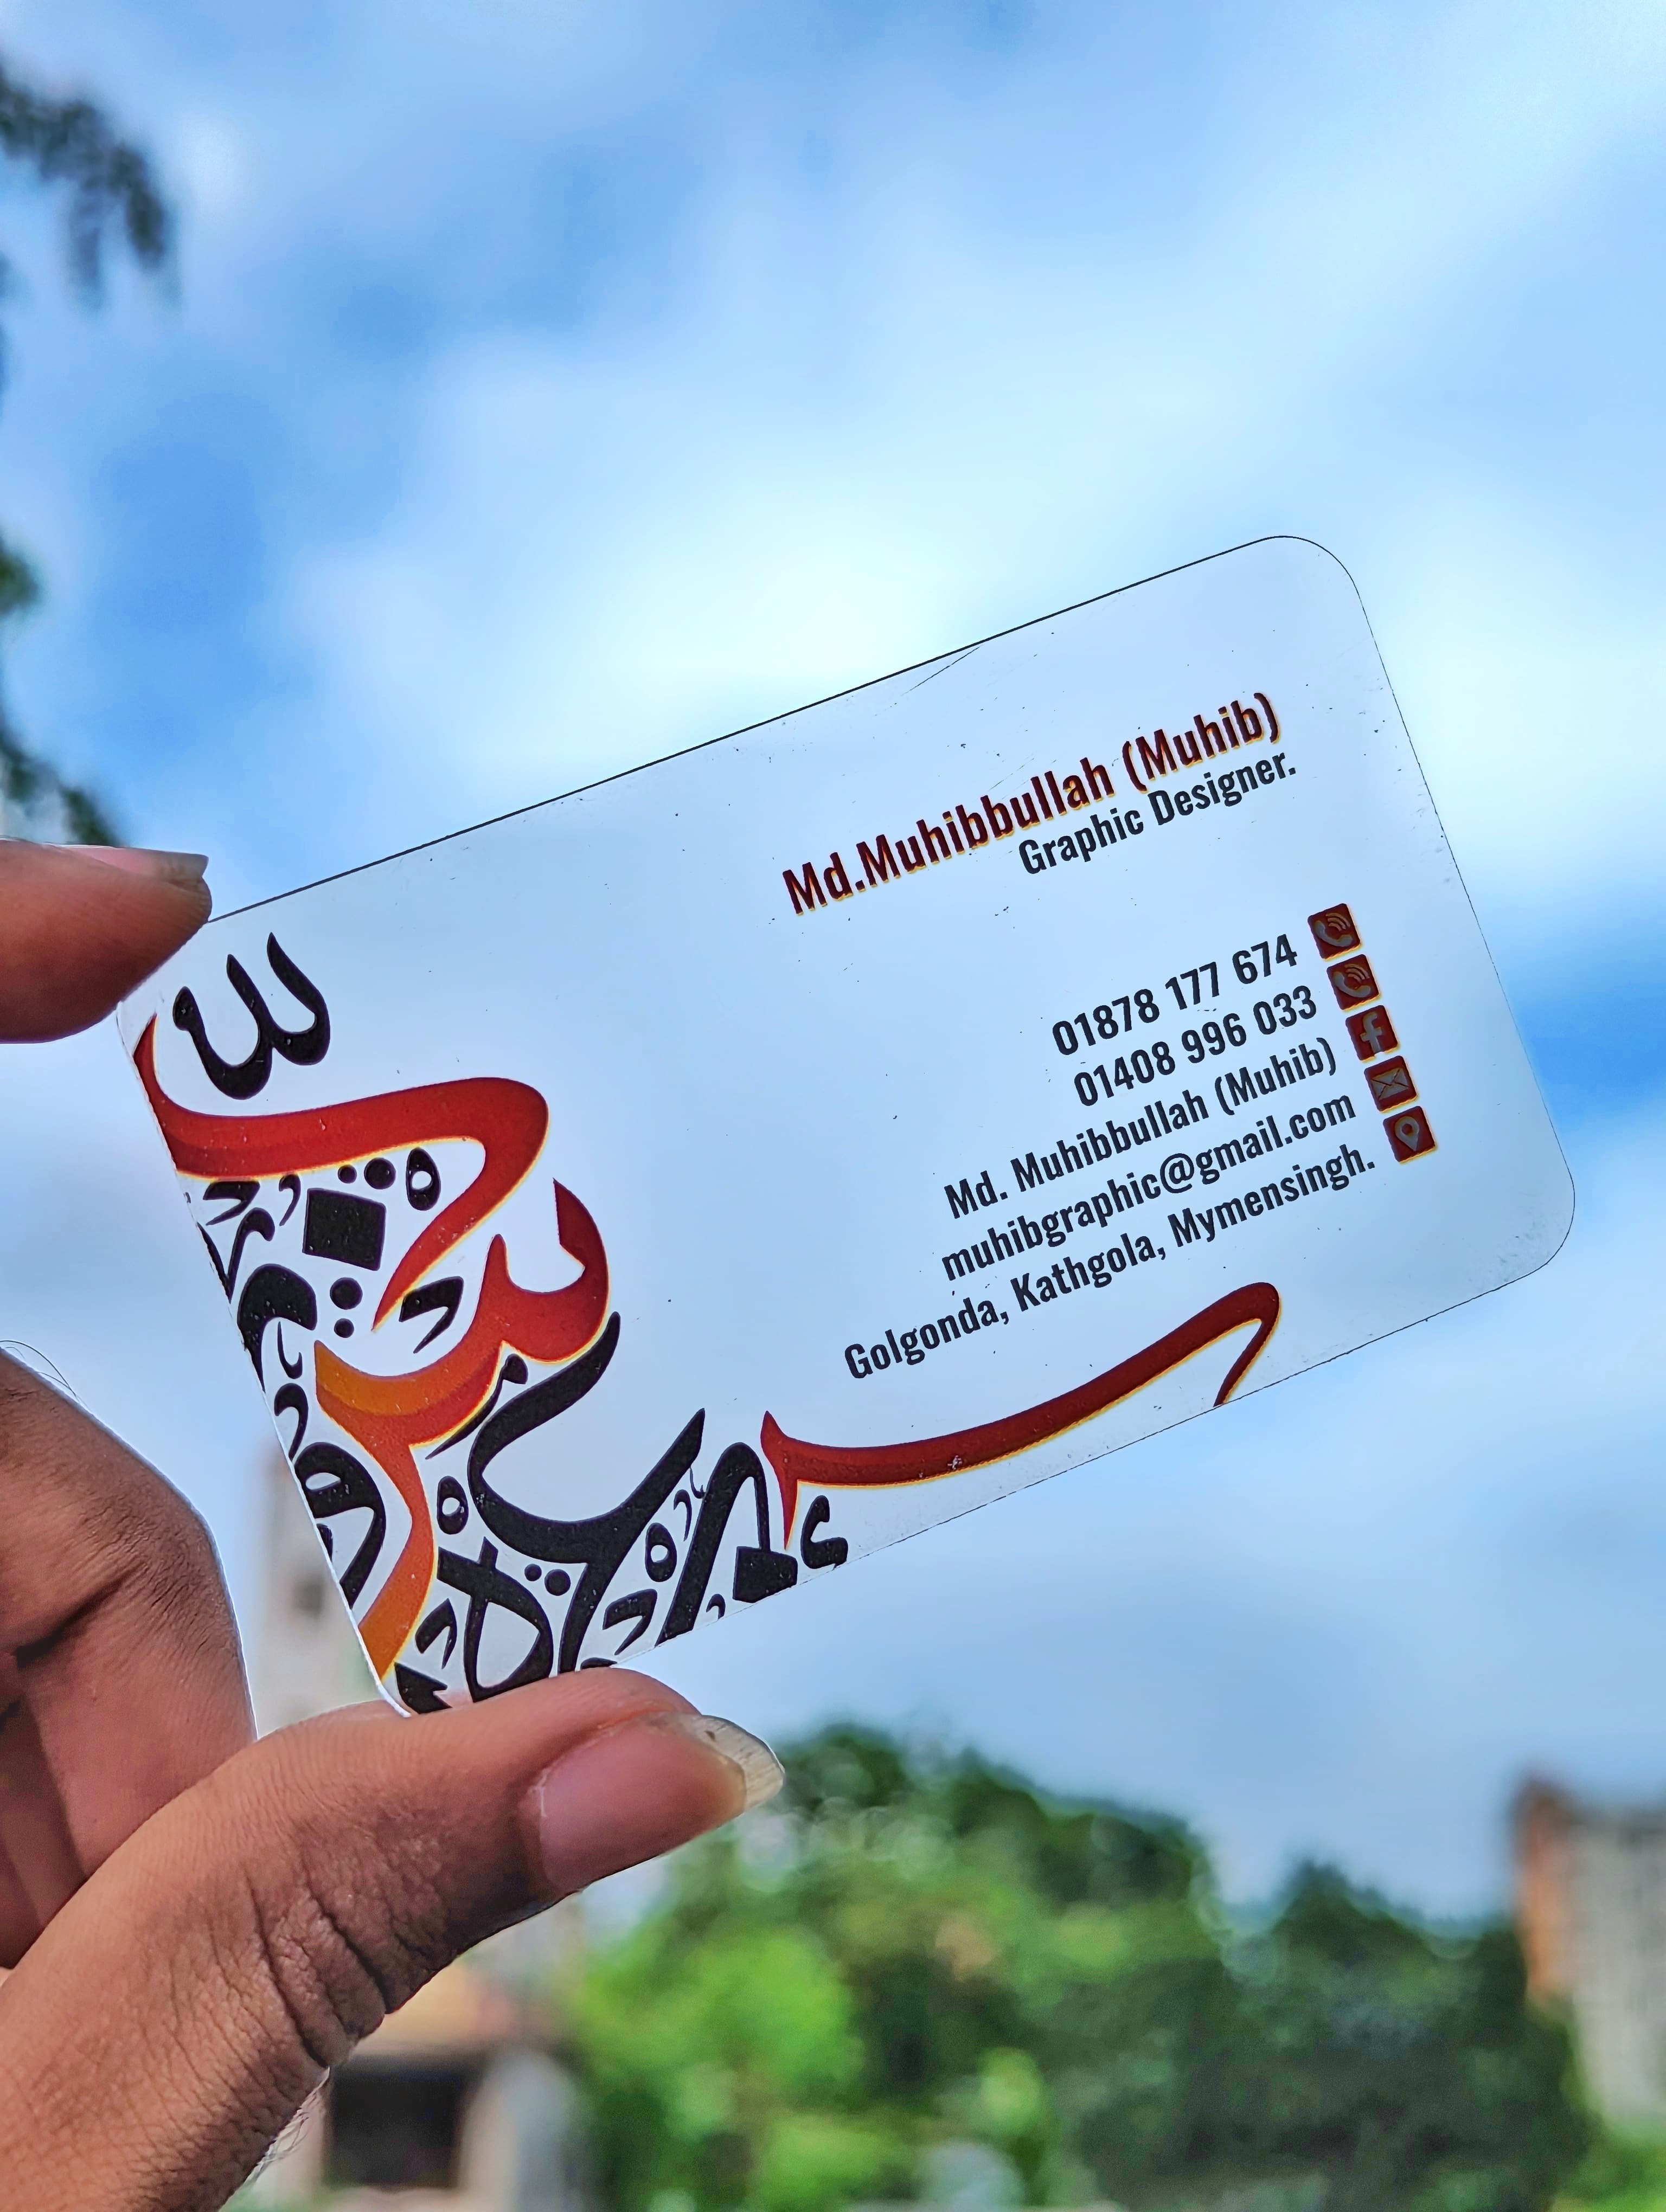 Md.Muhibbullah (Muhib)
Graphic Designer.
01878 177 674
01408 996 033
Md. Muhibbullah (Muhib)
muhibgraphic@gmail.com
Golgonda, Kathgola, Mymensingh.